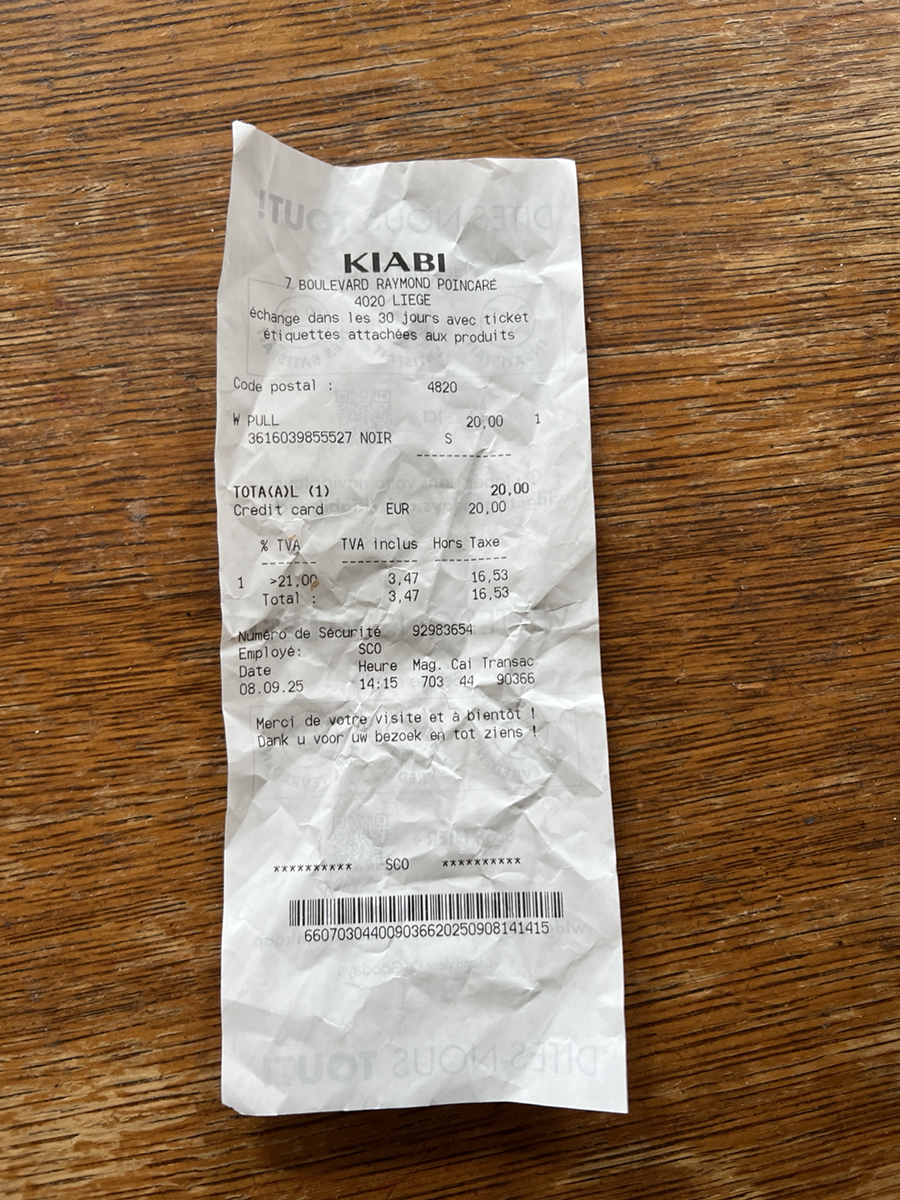 KIABI
7 BOULEVARD RAYMOND POINCARE
4020 LIEGE
échange dans les 30 jours avec ticket
étiquettes attachées aux produits
Code postal : 4820
W PULL 20,00 1
3616039855527 NOIR S
------------
TOTA(A)L (1) 20,00
Credit card EUR 20,00
% TVA TVA inclus Hors Taxe
------- ---------- ---------
1 >21,00 3,47 16,53
Total : 3,47 16,53
Numéro de Sécurité 92983654
Employé: SCO
Date Heure Mag. Cai Transac
08.09.25 14:15 703 44 90366
Merci de votre visite et à bientôt !
Dank u voor uw bezoek en tot ziens !
********** SCO **********
660703044009036620250908141415
DITES-NOUS TOUT!